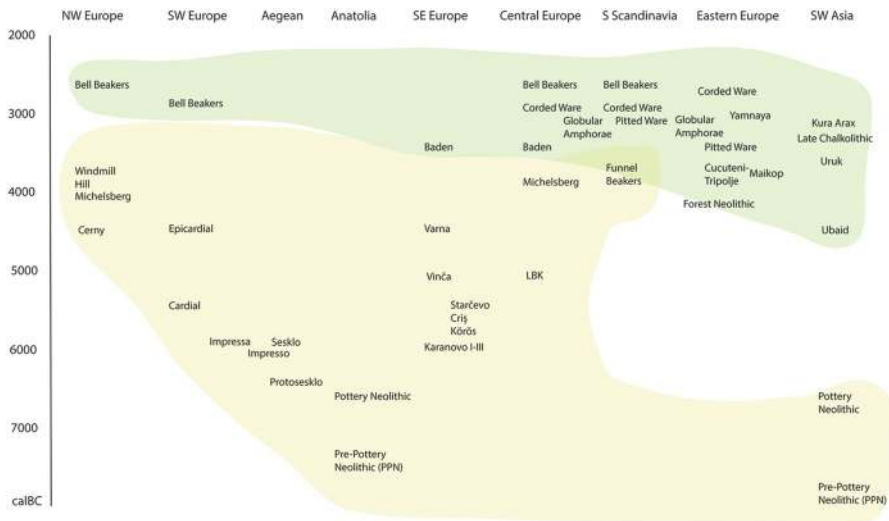 NW Europe
SW Europe
Aegean
Anatolia
SE Europe
Central Europe
S Scandinavia
Eastern Europe
SW Asia
2000
3000
4000
5000
6000
7000
calBC
Bell Beakers
Windmill
Hill
Michelsberg
Cerny
Bell Beakers
Epicardial
Cardial
Impressa
Sesklo
Impresso
Protosesklo
Pottery Neolithic
Pre-Pottery
Neolithic (PPN)
Baden
Varna
Vinča
Starčevo
Criş
Körös
Karanovo I-III
Bell Beakers
Corded Ware
Globular
Amphorae
Baden
Michelsberg
LBK
Bell Beakers
Corded Ware
Pitted Ware
Funnel
Beakers
Corded Ware
Yamnaya
Globular
Amphorae
Pitted Ware
Cucuteni-
Tripolje
Maikop
Forest Neolithic
Kura Arax
Late Chalkolithic
Uruk
Ubaid
Pottery
Neolithic
Pre-Pottery
Neolithic (PPN)